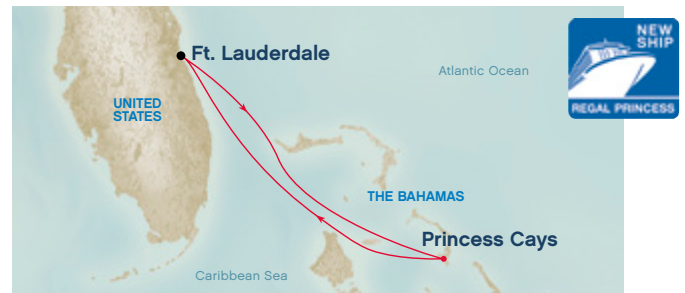 NEW
SHIP
REGAL PRINCESS
Ft. Lauderdale
Atlantic Ocean
UNITED
STATES
THE BAHAMAS
Princess Cays
Caribbean Sea